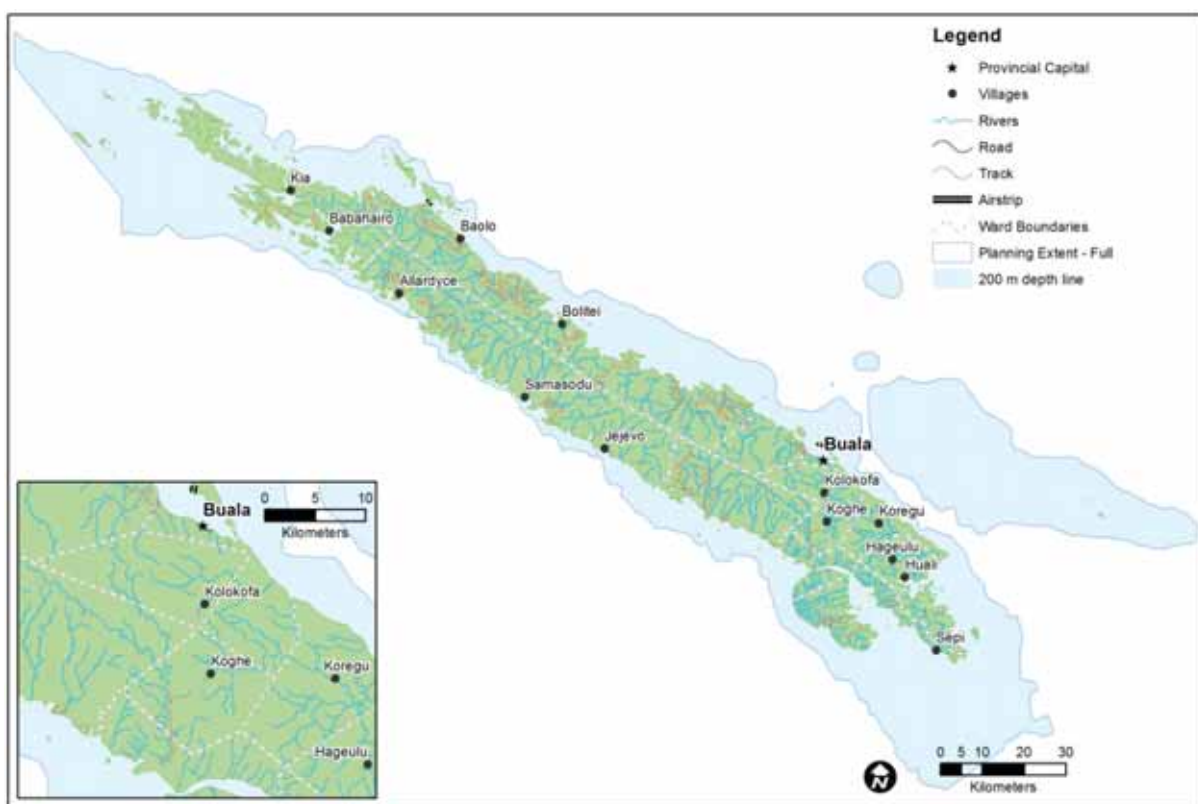 Legend
Provincial Capital
Villages
Rivers
Road
Track
Airstrip
Ward Boundaries
Planning Extent - Full
200 m depth line
Kia
Babahairo
Baolo
Allardyce
Bolitei
Samasodu
Jejevo
Buala
Kolokofa
Koghe
Koregu
Hageulu
Huali
Sepi
0 5 10
Kilometers
Buala
Kolokofa
Koghe
Koregu
Hageulu
N
0 5 10 20 30
Kilometers